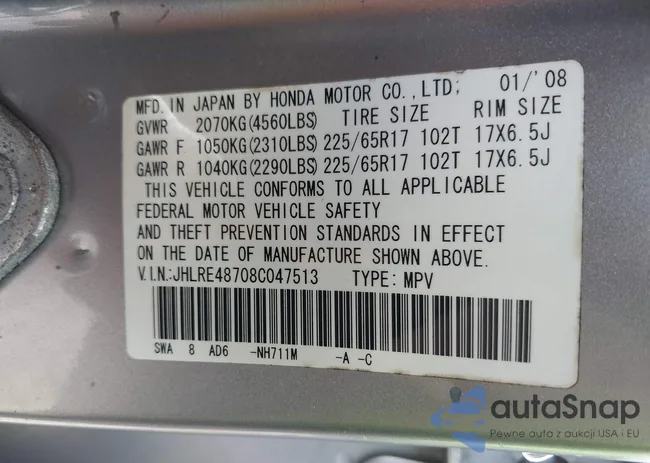 MFD. IN JAPAN BY HONDA MOTOR CO., LTD; 01/'08
GVWR 2070KG(4560LBS) TIRE SIZE RIM SIZE
GAWR F 1050KG(2310LBS) 225/65R17 102T 17X6.5J
GAWR R 1040KG(2290LBS) 225/65R17 102T 17X6.5J
THIS VEHICLE CONFORMS TO ALL APPLICABLE
FEDERAL MOTOR VEHICLE SAFETY
AND THEFT PREVENTION STANDARDS IN EFFECT
ON THE DATE OF MANUFACTURE SHOWN ABOVE.
V.I.N.:JHLRE48708C047513 TYPE: MPV
SWA 8 AD6 -NH711M -A -C
autaSnap
Pewne auta z aukcji USA i EU